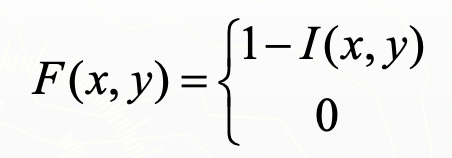 F(x, y) = { 1 − I(x, y)
0